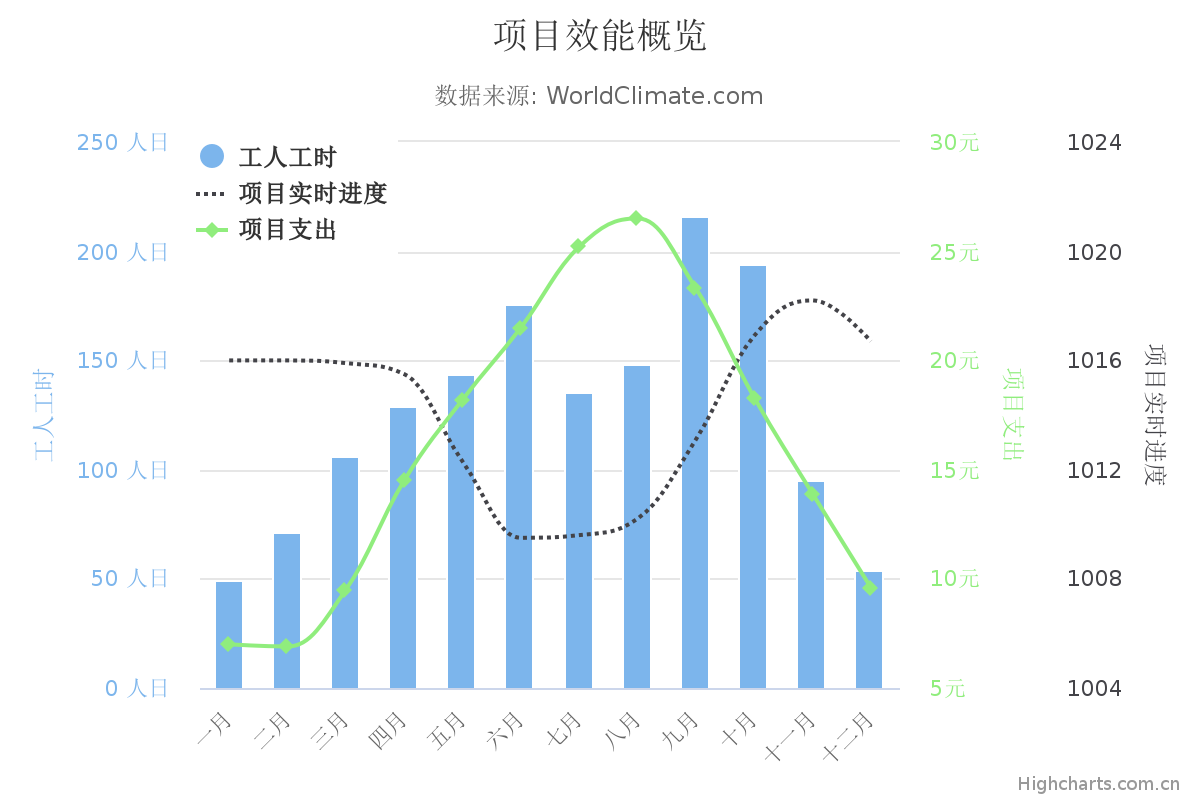 项目效能概览
数据来源: WorldClimate.com
工人工时
项目实时进度
项目支出
250 人日
200 人日
150 人日
100 人日
50 人日
0 人日
工人工时
30元
25元
20元
15元
10元
5元
项目支出
1024
1020
1016
1012
1008
1004
项目实时进度
一月
二月
三月
四月
五月
六月
七月
八月
九月
十月
十一月
十二月
Highcharts.com.cn